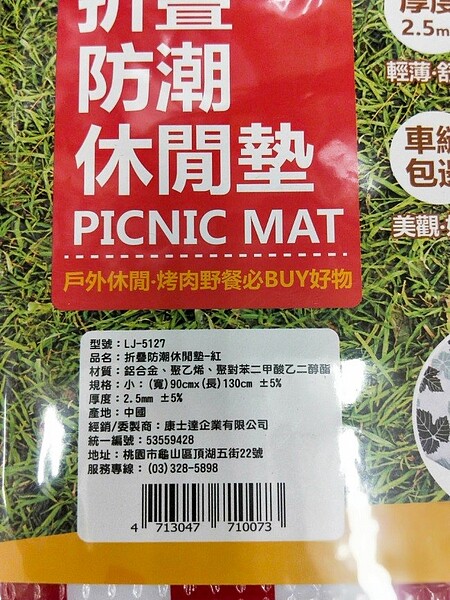 折疊
防潮
休閒墊
PICNIC MAT
戶外休閒·烤肉野餐必BUY好物
厚度
2.5m
輕薄·舒
車縫
包邊
美觀·
型號：LJ-5127
品名：折疊防潮休閒墊-紅
材質：鋁合金、聚乙烯、聚對苯二甲酸乙二醇酯
規格：小：(寬)90cmx(長)130cm ±5%
厚度：2.5mm ±5%
產地：中國
經銷/委製商：康士達企業有限公司
統一編號：53559428
地址：桃園市龜山區頂湖五街22號
服務專線：(03)328-5898
4 713047 710073